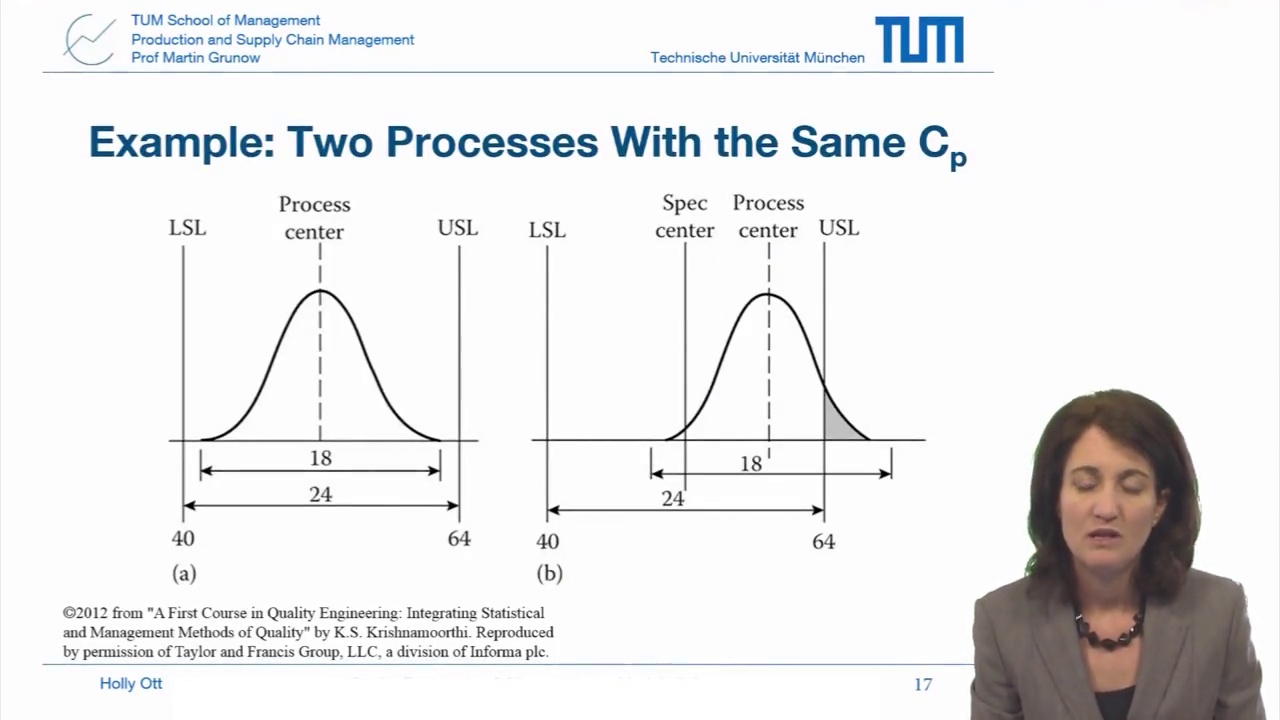 TUM School of Management
Production and Supply Chain Management
Prof Martin Grunow
Technische Universität München
TUM
Example: Two Processes With the Same Cp
LSL
Process
center
USL
18
24
40
64
(a)
LSL
Spec
center
Process
center
USL
18
24
40
64
(b)
©2012 from "A First Course in Quality Engineering: Integrating Statistical
and Management Methods of Quality" by K.S. Krishnamoorthi. Reproduced
by permission of Taylor and Francis Group, LLC, a division of Informa plc.
Holly Ott
17